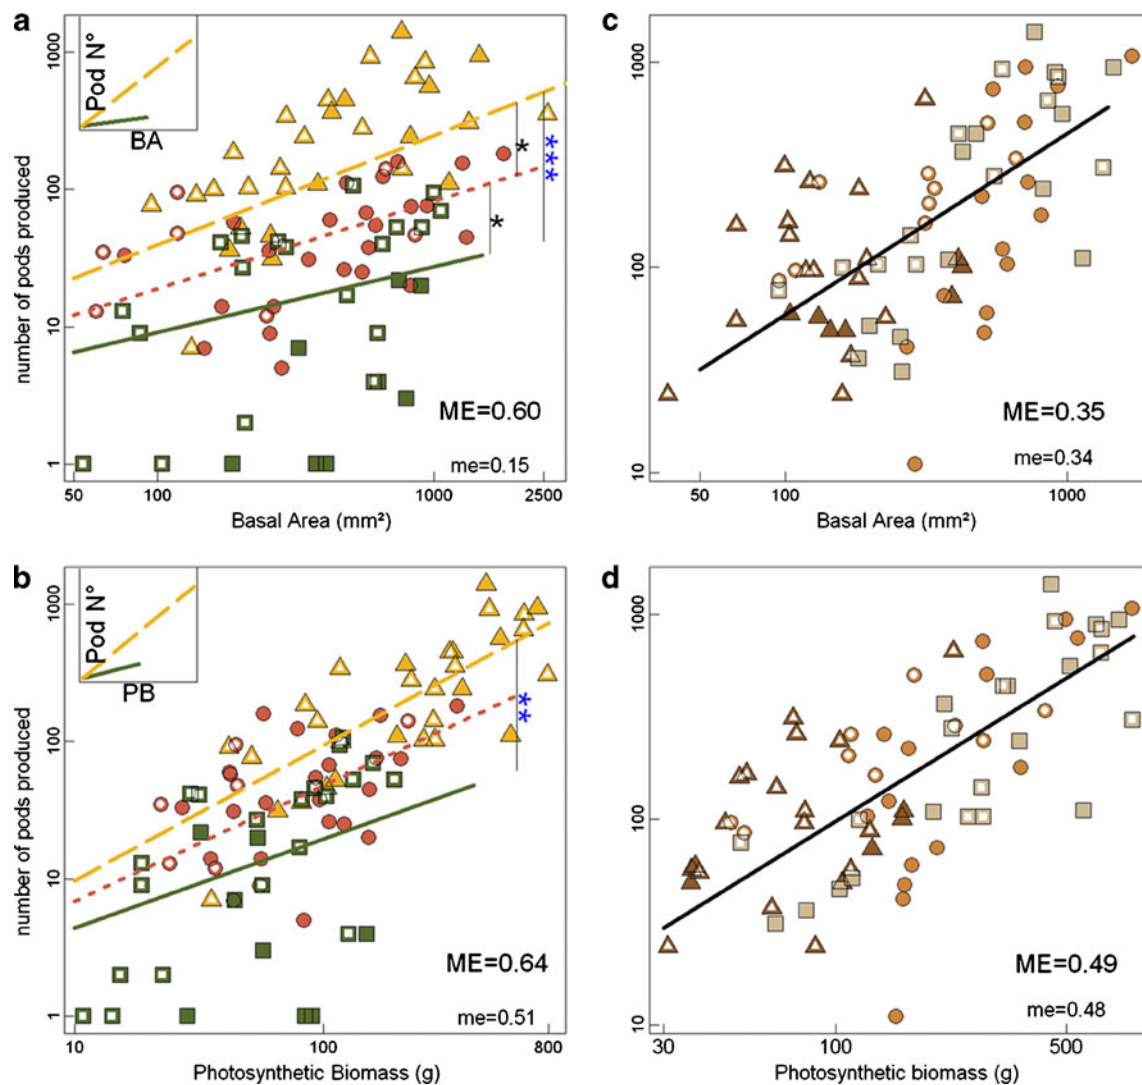 a
Pod N°
BA
number of pods produced
1000
100
10
1
*
*
***
ME=0.60
me=0.15
50 100 1000 2500
Basal Area (mm²)
c
1000
100
10
ME=0.35
me=0.34
50 100 1000
Basal Area (mm²)
b
Pod N°
PB
number of pods produced
1000
100
10
1
**
ME=0.64
me=0.51
10 100 800
Photosynthetic Biomass (g)
d
1000
100
10
ME=0.49
me=0.48
30 100 500
Photosynthetic biomass (g)